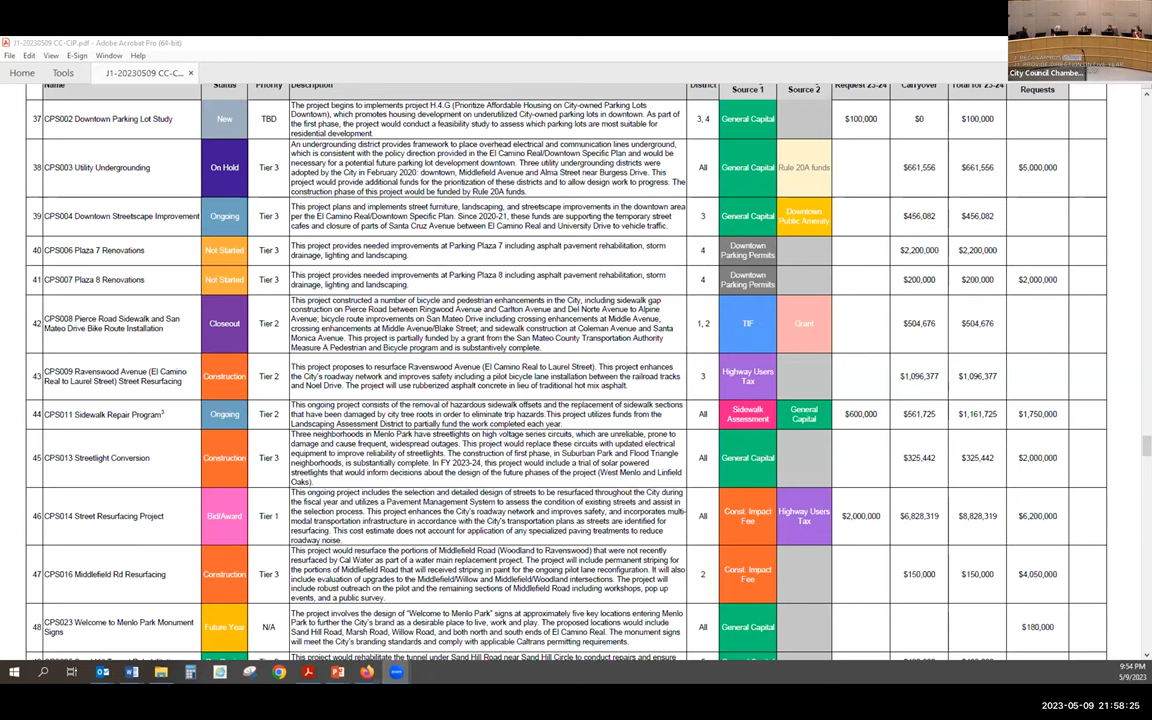 J1-20230509 CC-CIP.pdf - Adobe Acrobat Pro (64-bit)
File Edit View E-Sign Window Help
Home Tools J1-20230509 CC-C... ×
City Council Chambe...
Name Status Priority Description District Source 1 Source 2 Request 23-24 Carryover Total for 23-24 Requests
37 CPS002 Downtown Parking Lot Study New TBD
The project begins to implements project H.4.G (Prioritize Affordable Housing on City-owned Parking Lots
Downtown), which promotes housing development on underutilized City-owned parking lots in downtown. As part of
the first phase, the project would conduct a feasibility study to assess which parking lots are most suitable for
residential development.
3, 4 General Capital $100,000 $0 $100,000
38 CPS003 Utility Undergrounding On Hold Tier 3
An undergrounding district provides framework to place overhead electrical and communication lines underground,
which is consistent with the policy direction provided in the El Camino Real/Downtown Specific Plan and would be
necessary for a potential future parking lot development downtown. Three utility undergrounding districts were
adopted by the City in February 2020: downtown, Middlefield Avenue and Alma Street near Burgess Drive. This
project would provide additional funds for the prioritization of these districts and to allow design work to progress. The
construction phase of this project would be funded by Rule 20A funds.
All General Capital Rule 20A funds $661,556 $661,556 $5,000,000
39 CPS004 Downtown Streetscape Improvement Ongoing Tier 3
This project plans and implements street furniture, landscaping, and streetscape improvements in the downtown area
per the El Camino Real/Downtown Specific Plan. Since 2020-21, these funds are supporting the temporary street
cafes and closure of parts of Santa Cruz Avenue between El Camino Real and University Drive to vehicle traffic.
3 General Capital Downtown
Public Amenity
$456,082 $456,082
40 CPS006 Plaza 7 Renovations Not Started Tier 3
This project provides needed improvements at Parking Plaza 7 including asphalt pavement rehabilitation, storm
drainage, lighting and landscaping.
4 Downtown
Parking Permits
$2,200,000 $2,200,000
41 CPS007 Plaza 8 Renovations Not Started Tier 3
This project provides needed improvements at Parking Plaza 8 including asphalt pavement rehabilitation, storm
drainage, lighting and landscaping.
4 Downtown
Parking Permits
$200,000 $200,000 $2,000,000
42 CPS008 Pierce Road Sidewalk and San
Mateo Drive Bike Route Installation
Closeout Tier 2
This project constructed a number of bicycle and pedestrian enhancements in the City, including sidewalk gap
construction on Pierce Road between Ringwood Avenue and Carlton Avenue and Del Norte Avenue to Alpine
Avenue; bicycle route improvements on San Mateo Drive including crossing enhancements at Middle Avenue,
crossing enhancements at Middle Avenue/Blake Street; and sidewalk construction at Coleman Avenue and Santa
Monica Avenue. This project is partially funded by a grant from the San Mateo County Transportation Authority
Measure A Pedestrian and Bicycle program and is substantively complete.
1, 2 TIF Grant $504,676 $504,676
43 CPS009 Ravenswood Avenue (El Camino
Real to Laurel Street) Street Resurfacing
Construction Tier 2
This project proposes to resurface Ravenswood Avenue (El Camino Real to Laurel Street). This project enhances
the City's roadway network and improves safety including a pilot bicycle lane installation between the railroad tracks
and Noel Drive. The project will use rubberized asphalt concrete in lieu of traditional hot mix asphalt.
3 Highway Users
Tax
$1,096,377 $1,096,377
44 CPS011 Sidewalk Repair Program Ongoing Tier 2
This ongoing project consists of the removal of hazardous sidewalk offsets and the replacement of sidewalk sections
that have been damaged by city tree roots in order to eliminate trip hazards.This project utilizes funds from the
Landscaping Assessment District to partially fund the work completed each year.
All Sidewalk
Assessment
General
Capital
$600,000 $561,725 $1,161,725 $1,750,000
45 CPS013 Streetlight Conversion Construction Tier 3
Three neighborhoods in Menlo Park have streetlights on high voltage series circuits, which are unreliable, prone to
damage and cause frequent, widespread outages. This project would replace these circuits with updated electrical
equipment to improve reliability of streetlights. The construction of first phase, in Suburban Park and Flood Triangle
neighborhoods, is substantially complete. In FY 2023-24, this project would include a trial of solar powered
streetlights that would inform decisions about the design of the future phases of the project (West Menlo and Linfield
Oaks).
All General Capital $325,442 $325,442 $2,000,000
46 CPS014 Street Resurfacing Project Bid/Award Tier 1
This ongoing project includes the selection and detailed design of streets to be resurfaced throughout the City during
the fiscal year and utilizes a Pavement Management System to assess the condition of existing streets and assist in
the selection process. This project enhances the City's roadway network and improves safety, and incorporates multi-
modal transportation infrastructure in accordance with the City's transportation plans as streets are identified for
resurfacing. This cost estimate does not account for application of any specialized paving treatments to reduce
roadway noise.
All Const. Impact
Fee
Highway Users
Tax
$2,000,000 $6,828,319 $8,828,319 $6,200,000
47 CPS016 Middlefield Rd Resurfacing Construction Tier 3
This project would resurface the portions of Middlefield Road (Woodland to Ravenswood) that were not recently
resurfaced by Cal Water as part of a water main replacement project. The project will include permanent striping for
the portions of Middlefield Road that will received striping in paint for the ongoing pilot lane reconfiguration. It will also
include evaluation of upgrades to the Middlefield/Willow and Middlefield/Woodland intersections. The project will
include robust outreach on the pilot and the remaining sections of Middlefield Road including workshops, pop up
events, and a public survey.
2 Const. Impact
Fee
$150,000 $150,000 $4,050,000
48 CPS023 Welcome to Menlo Park Monument
Signs
Future Year N/A
The project involves the design of "Welcome to Menlo Park" signs at approximately five key locations entering Menlo
Park to further the City's brand as a desirable place to live, work and play. The proposed locations would include
Sand Hill Road, Marsh Road, Willow Road, and both north and south ends of El Camino Real. The monument signs
will meet the City's branding standards and comply with applicable Caltrans permitting requirements.
All General Capital $180,000
This project would rehabilitate the tunnel under Sand Hill Road near Sand Hill Circle to conduct repairs and ensure
9:54 PM
5/9/2023
2023-05-09 21:58:25